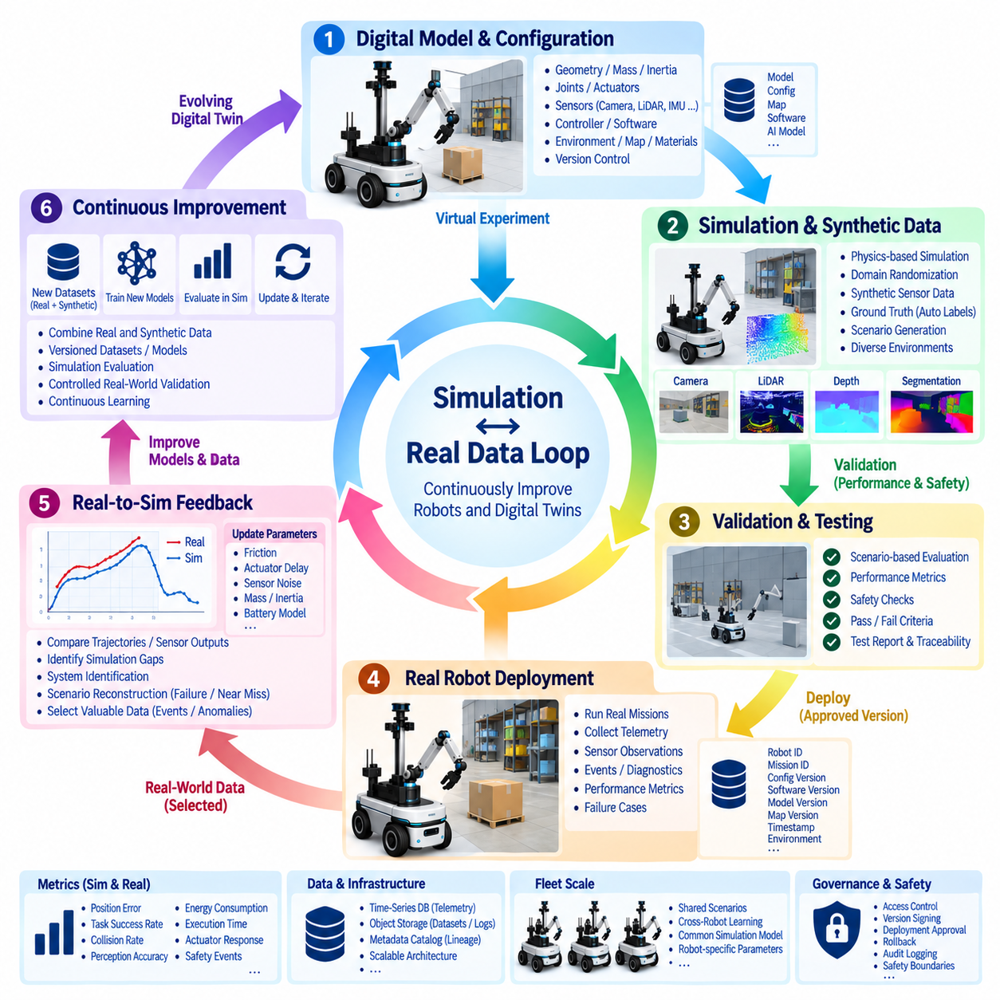 1 Digital Model & Configuration
• Geometry / Mass / Inertia
• Joints / Actuators
• Sensors (Camera, LiDAR, IMU ...)
• Controller / Software
• Environment / Map / Materials
• Version Control
Model
Config
Map
Software
AI Model
...
Evolving
Digital Twin
Virtual Experiment
2 Simulation & Synthetic Data
• Physics-based Simulation
• Domain Randomization
• Synthetic Sensor Data
• Ground Truth (Auto Labels)
• Scenario Generation
• Diverse Environments
Camera
LiDAR
Depth
Segmentation
Validation
(Performance & Safety)
3 Validation & Testing
Scenario-based Evaluation
Performance Metrics
Safety Checks
Pass / Fail Criteria
Test Report & Traceability
Deploy
(Approved Version)
4 Real Robot Deployment
• Run Real Missions
• Collect Telemetry
• Sensor Observations
• Events / Diagnostics
• Performance Metrics
• Failure Cases
Robot ID
Mission ID
Config Version
Software Version
Model Version
Map Version
Timestamp
Environment
...
Real-World Data
(Selected)
5 Real-to-Sim Feedback
Real
Sim
Update Parameters
• Friction
• Actuator Delay
• Sensor Noise
• Mass / Inertia
• Battery Model
...
• Compare Trajectories / Sensor Outputs
• Identify Simulation Gaps
• System Identification
• Scenario Reconstruction (Failure / Near Miss)
• Select Valuable Data (Events / Anomalies)
Improve
Models & Data
6 Continuous Improvement
New Datasets
(Real + Synthetic)
Train New Models
Evaluate in Sim
Update & Iterate
• Combine Real and Synthetic Data
• Versioned Datasets / Models
• Simulation Evaluation
• Controlled Real-World Validation
• Continuous Learning
Simulation
↔
Real Data Loop
Continuously Improve
Robots and Digital Twins
Metrics (Sim & Real)
• Position Error
• Task Success Rate
• Collision Rate
• Perception Accuracy
• Energy Consumption
• Execution Time
• Actuator Response
• Safety Events
...
Data & Infrastructure
• Time-Series DB (Telemetry)
• Object Storage (Datasets / Logs)
• Metadata Catalog (Lineage)
• Scalable Architecture
• ...
Fleet Scale
• Shared Scenarios
• Cross-Robot Learning
• Common Simulation Model
• Robot-specific Parameters
• ...
Governance & Safety
• Access Control
• Version Signing
• Deployment Approval
• Rollback
• Audit Logging
• Safety Boundaries
...